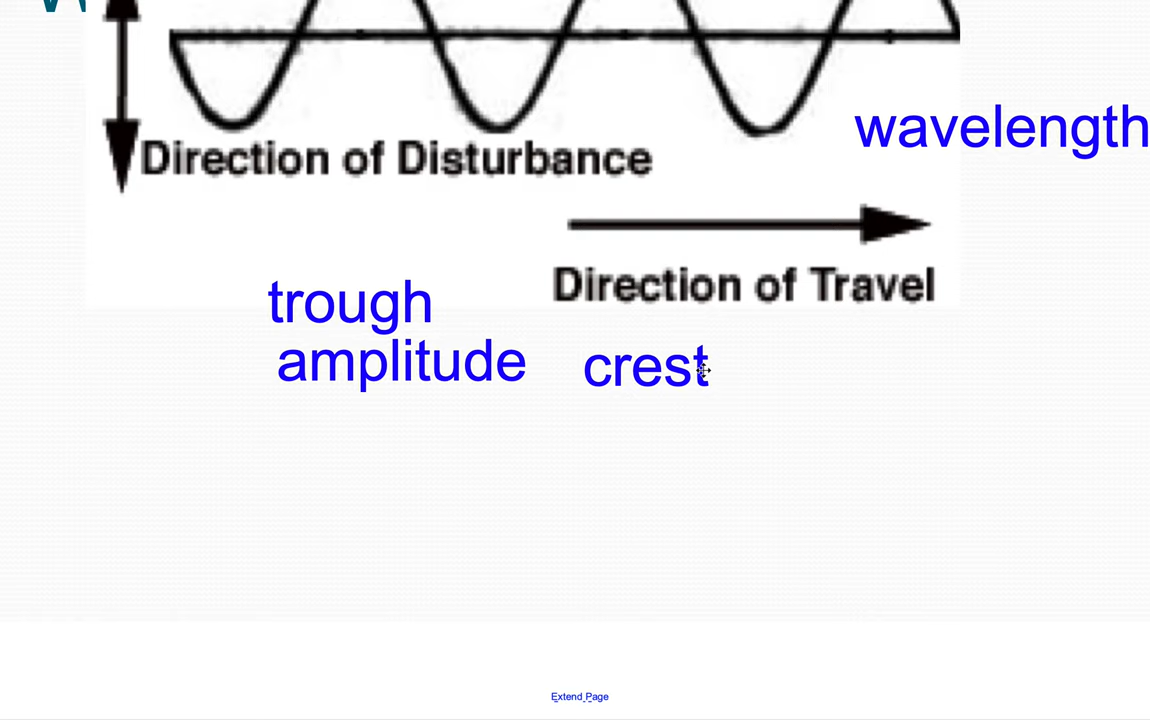 wavelength
Direction of Disturbance
Direction of Travel
trough
amplitude crest
Extend Page